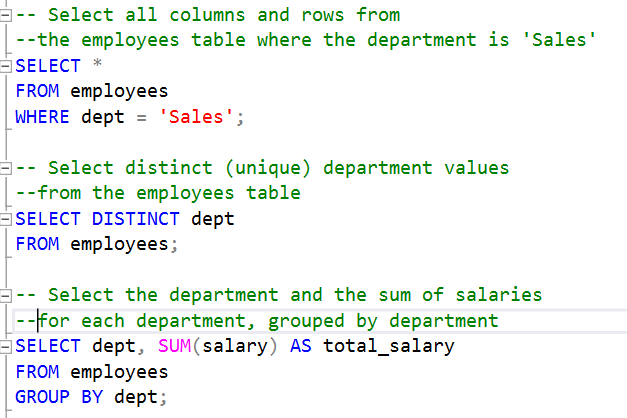 -- Select all columns and rows from
--the employees table where the department is 'Sales'
SELECT *
FROM employees
WHERE dept = 'Sales';
-- Select distinct (unique) department values
--from the employees table
SELECT DISTINCT dept
FROM employees;
-- Select the department and the sum of salaries
--for each department, grouped by department
SELECT dept, SUM(salary) AS total_salary
FROM employees
GROUP BY dept;